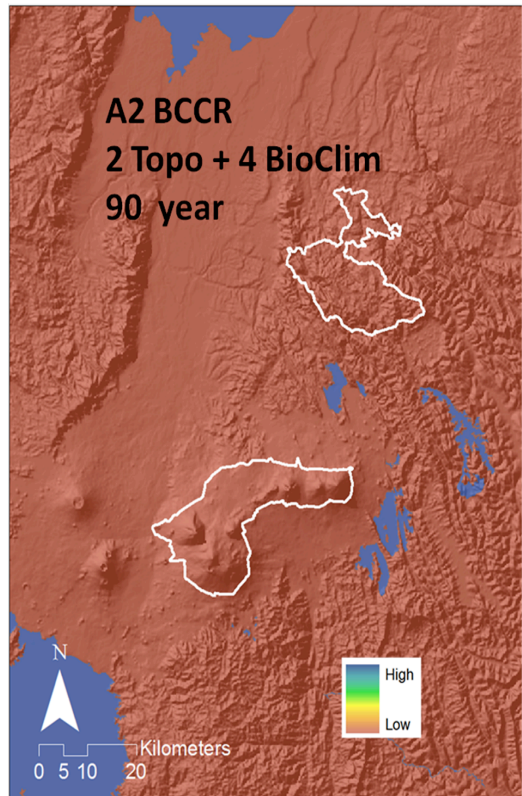 A2 BCCR
2 Topo + 4 BioClim
90 year
High
Low
N
Kilometers
0 5 10 20